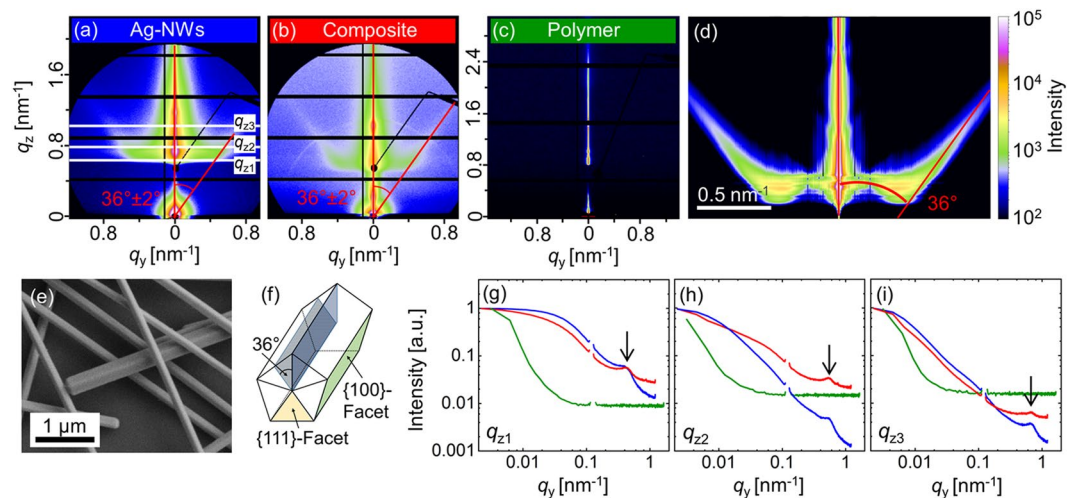 (a) Ag-NWs
(b) Composite
(c) Polymer
(d)
q_z [nm⁻¹]
1.6
0.8
0
q_z3
q_z2
q_z1
36°±2°
36°±2°
2.4
1.6
0.8
0
0.5 nm⁻¹
36°
10⁵
10⁴
10³
10²
Intensity
0.8 0 0.8
q_y [nm⁻¹]
0.8 0 0.8
q_y [nm⁻¹]
0.8 0 0.8
q_y [nm⁻¹]
(e)
1 µm
(f)
36°
{100}-
Facet
{111}-Facet
Intensity [a.u.]
1
0.1
0.01
0.001
(g)
q_z1
0.01 0.1 1
q_y [nm⁻¹]
(h)
q_z2
0.01 0.1 1
q_y [nm⁻¹]
(i)
q_z3
0.01 0.1 1
q_y [nm⁻¹]